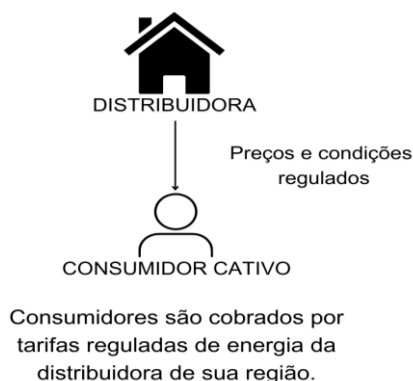 DISTRIBUIDORA
Preços e condições
regulados
CONSUMIDOR CATIVO
Consumidores são cobrados por
tarifas reguladas de energia da
distribuidora de sua região.